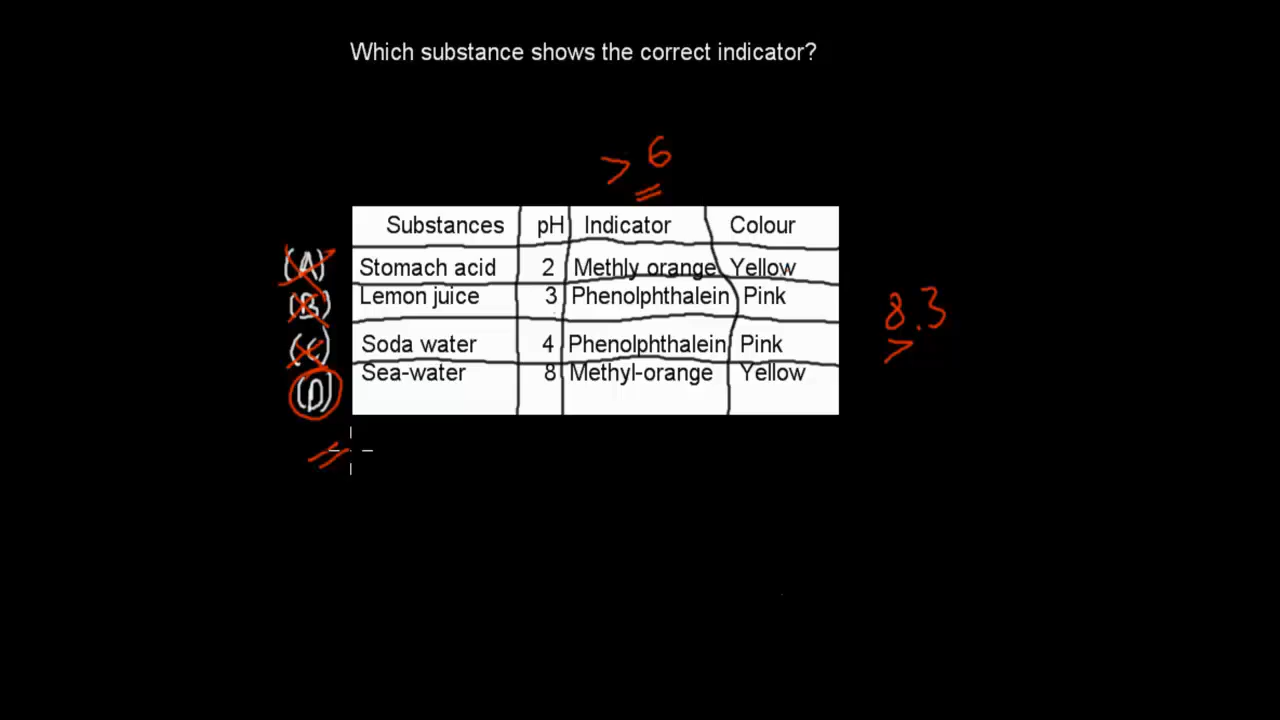 Which substance shows the correct indicator?
> 6
Substances pH Indicator Colour
(A) Stomach acid 2 Methly orange Yellow
(B) Lemon juice 3 Phenolphthalein Pink
8.3
>
(C) Soda water 4 Phenolphthalein Pink
(D) Sea-water 8 Methyl-orange Yellow